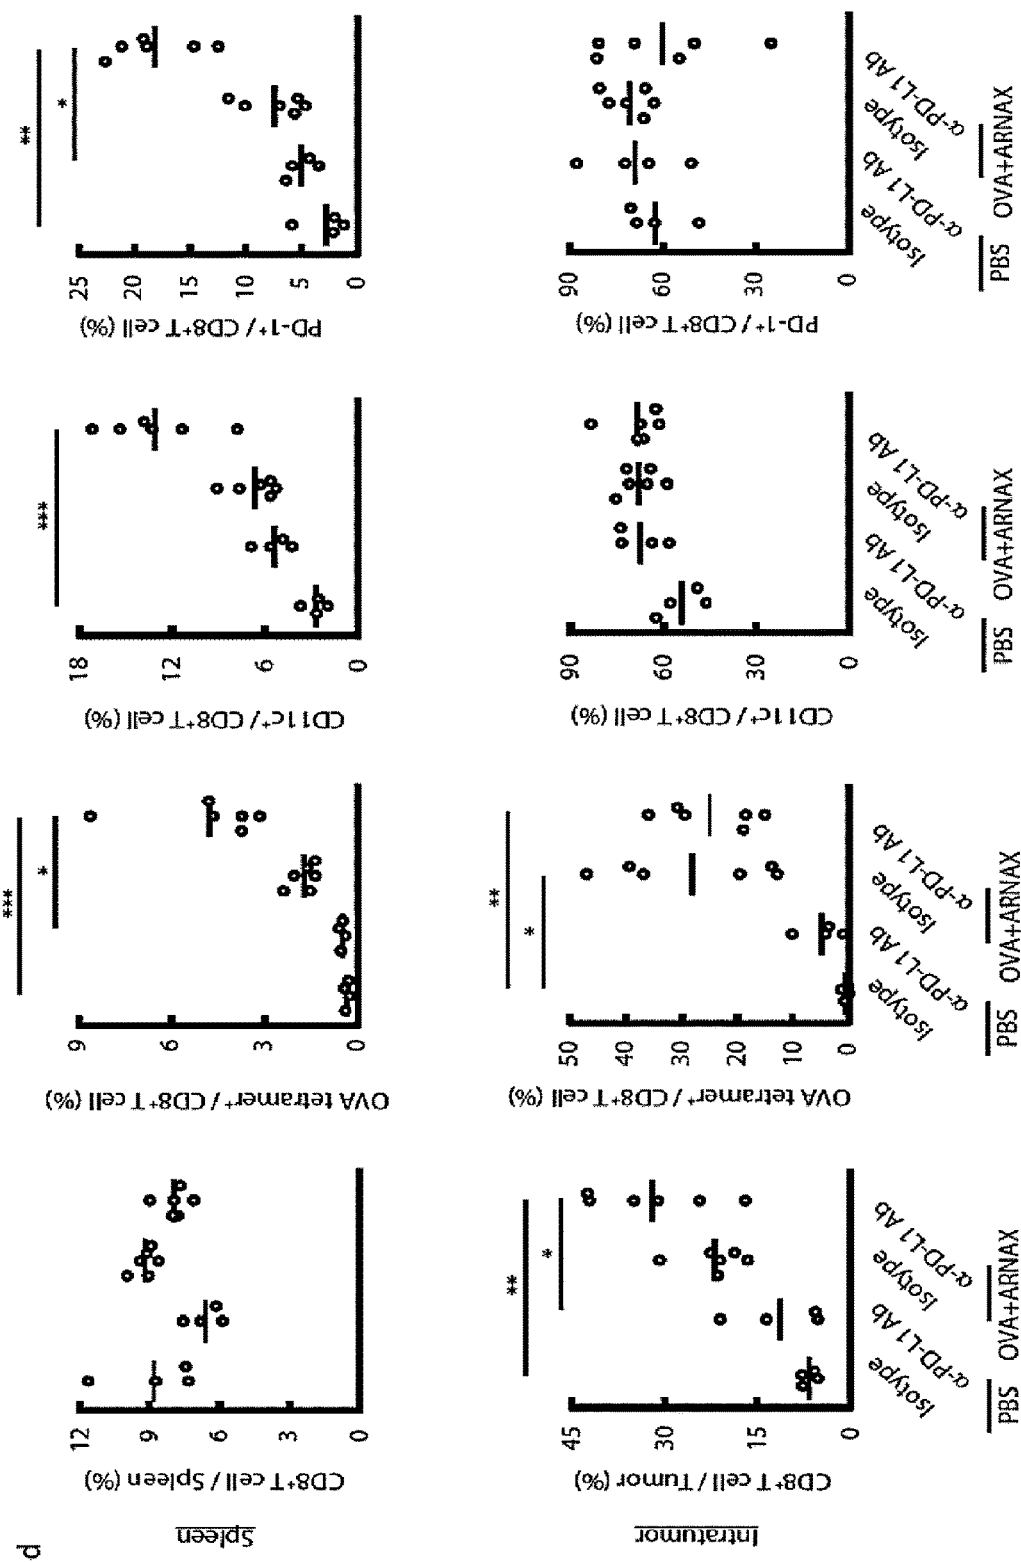 d
Spleen
CD8⁺T cell / Spleen (%)
12
9
6
3
0
OVA tetramer⁺ / CD8⁺T cell (%)
9
6
3
0
***
*
CD11c⁺/ CD8⁺T cell (%)
18
12
6
0
***
PD-1⁺/ CD8⁺T cell (%)
25
20
15
10
5
0
**
*
Intratumor
CD8⁺T cell / Tumor (%)
45
30
15
0
**
*
Isotype
α-PD-L1 Ab
Isotype
α-PD-L1 Ab
PBS OVA+ARNAX
OVA tetramer⁺ / CD8⁺T cell (%)
50
40
30
20
10
0
**
*
Isotype
α-PD-L1 Ab
Isotype
α-PD-L1 Ab
PBS OVA+ARNAX
CD11c⁺/ CD8⁺T cell (%)
90
60
30
0
Isotype
α-PD-L1 Ab
Isotype
α-PD-L1 Ab
PBS OVA+ARNAX
PD-1⁺/ CD8⁺T cell (%)
90
60
30
0
Isotype
α-PD-L1 Ab
Isotype
α-PD-L1 Ab
PBS OVA+ARNAX